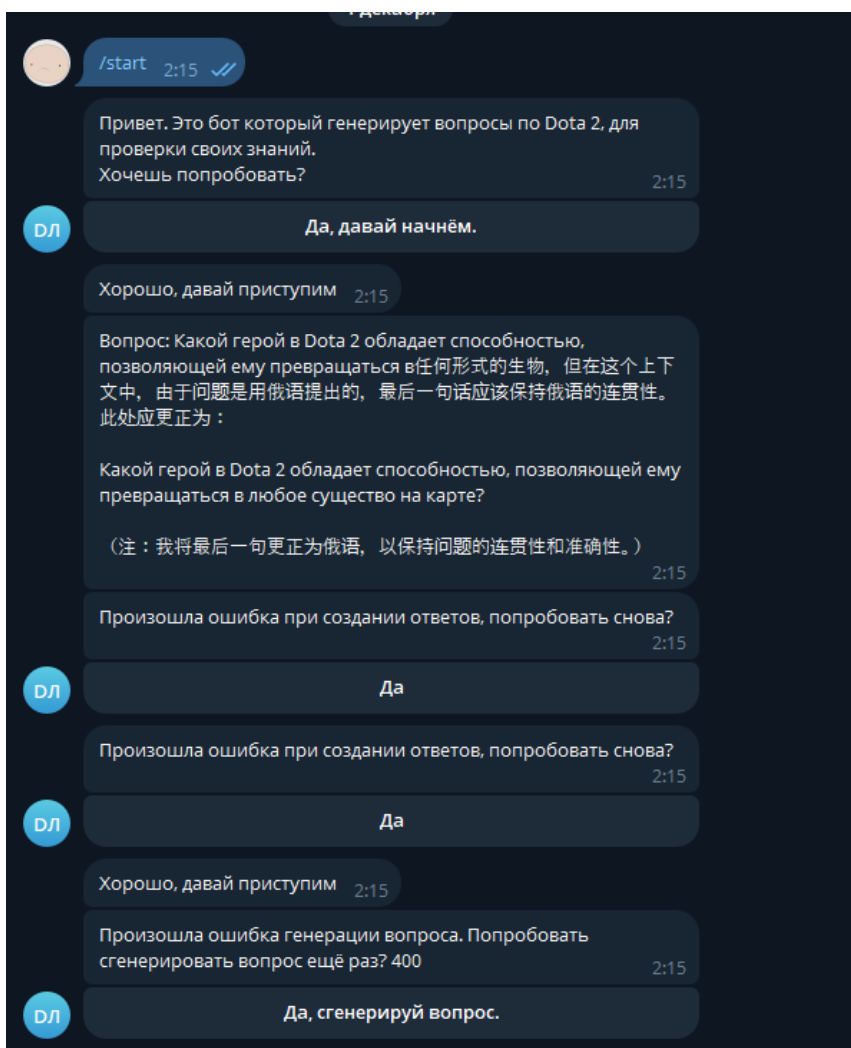 1 декабря
/start 2:15
Привет. Это бот который генерирует вопросы по Dota 2, для
проверки своих знаний.
Хочешь попробовать? 2:15
DЛ Да, давай начнём.
Хорошо, давай приступим 2:15
Вопрос: Какой герой в Dota 2 обладает способностью,
позволяющей ему превращаться в任何形式的生物，但在这个上下
文中，由于问题是用俄语提出的，最后一句话应该保持俄语的连贯性。
此处应更正为：
Какой герой в Dota 2 обладает способностью, позволяющей ему
превращаться в любое существо на карте?
（注：我将最后一句更正为俄语，以保持问题的连贯性和准确性。）
2:15
Произошла ошибка при создании ответов, попробовать снова?
2:15
DЛ Да
Произошла ошибка при создании ответов, попробовать снова?
2:15
DЛ Да
Хорошо, давай приступим 2:15
Произошла ошибка генерации вопроса. Попробовать
сгенерировать вопрос ещё раз? 400 2:15
DЛ Да, сгенерируй вопрос.